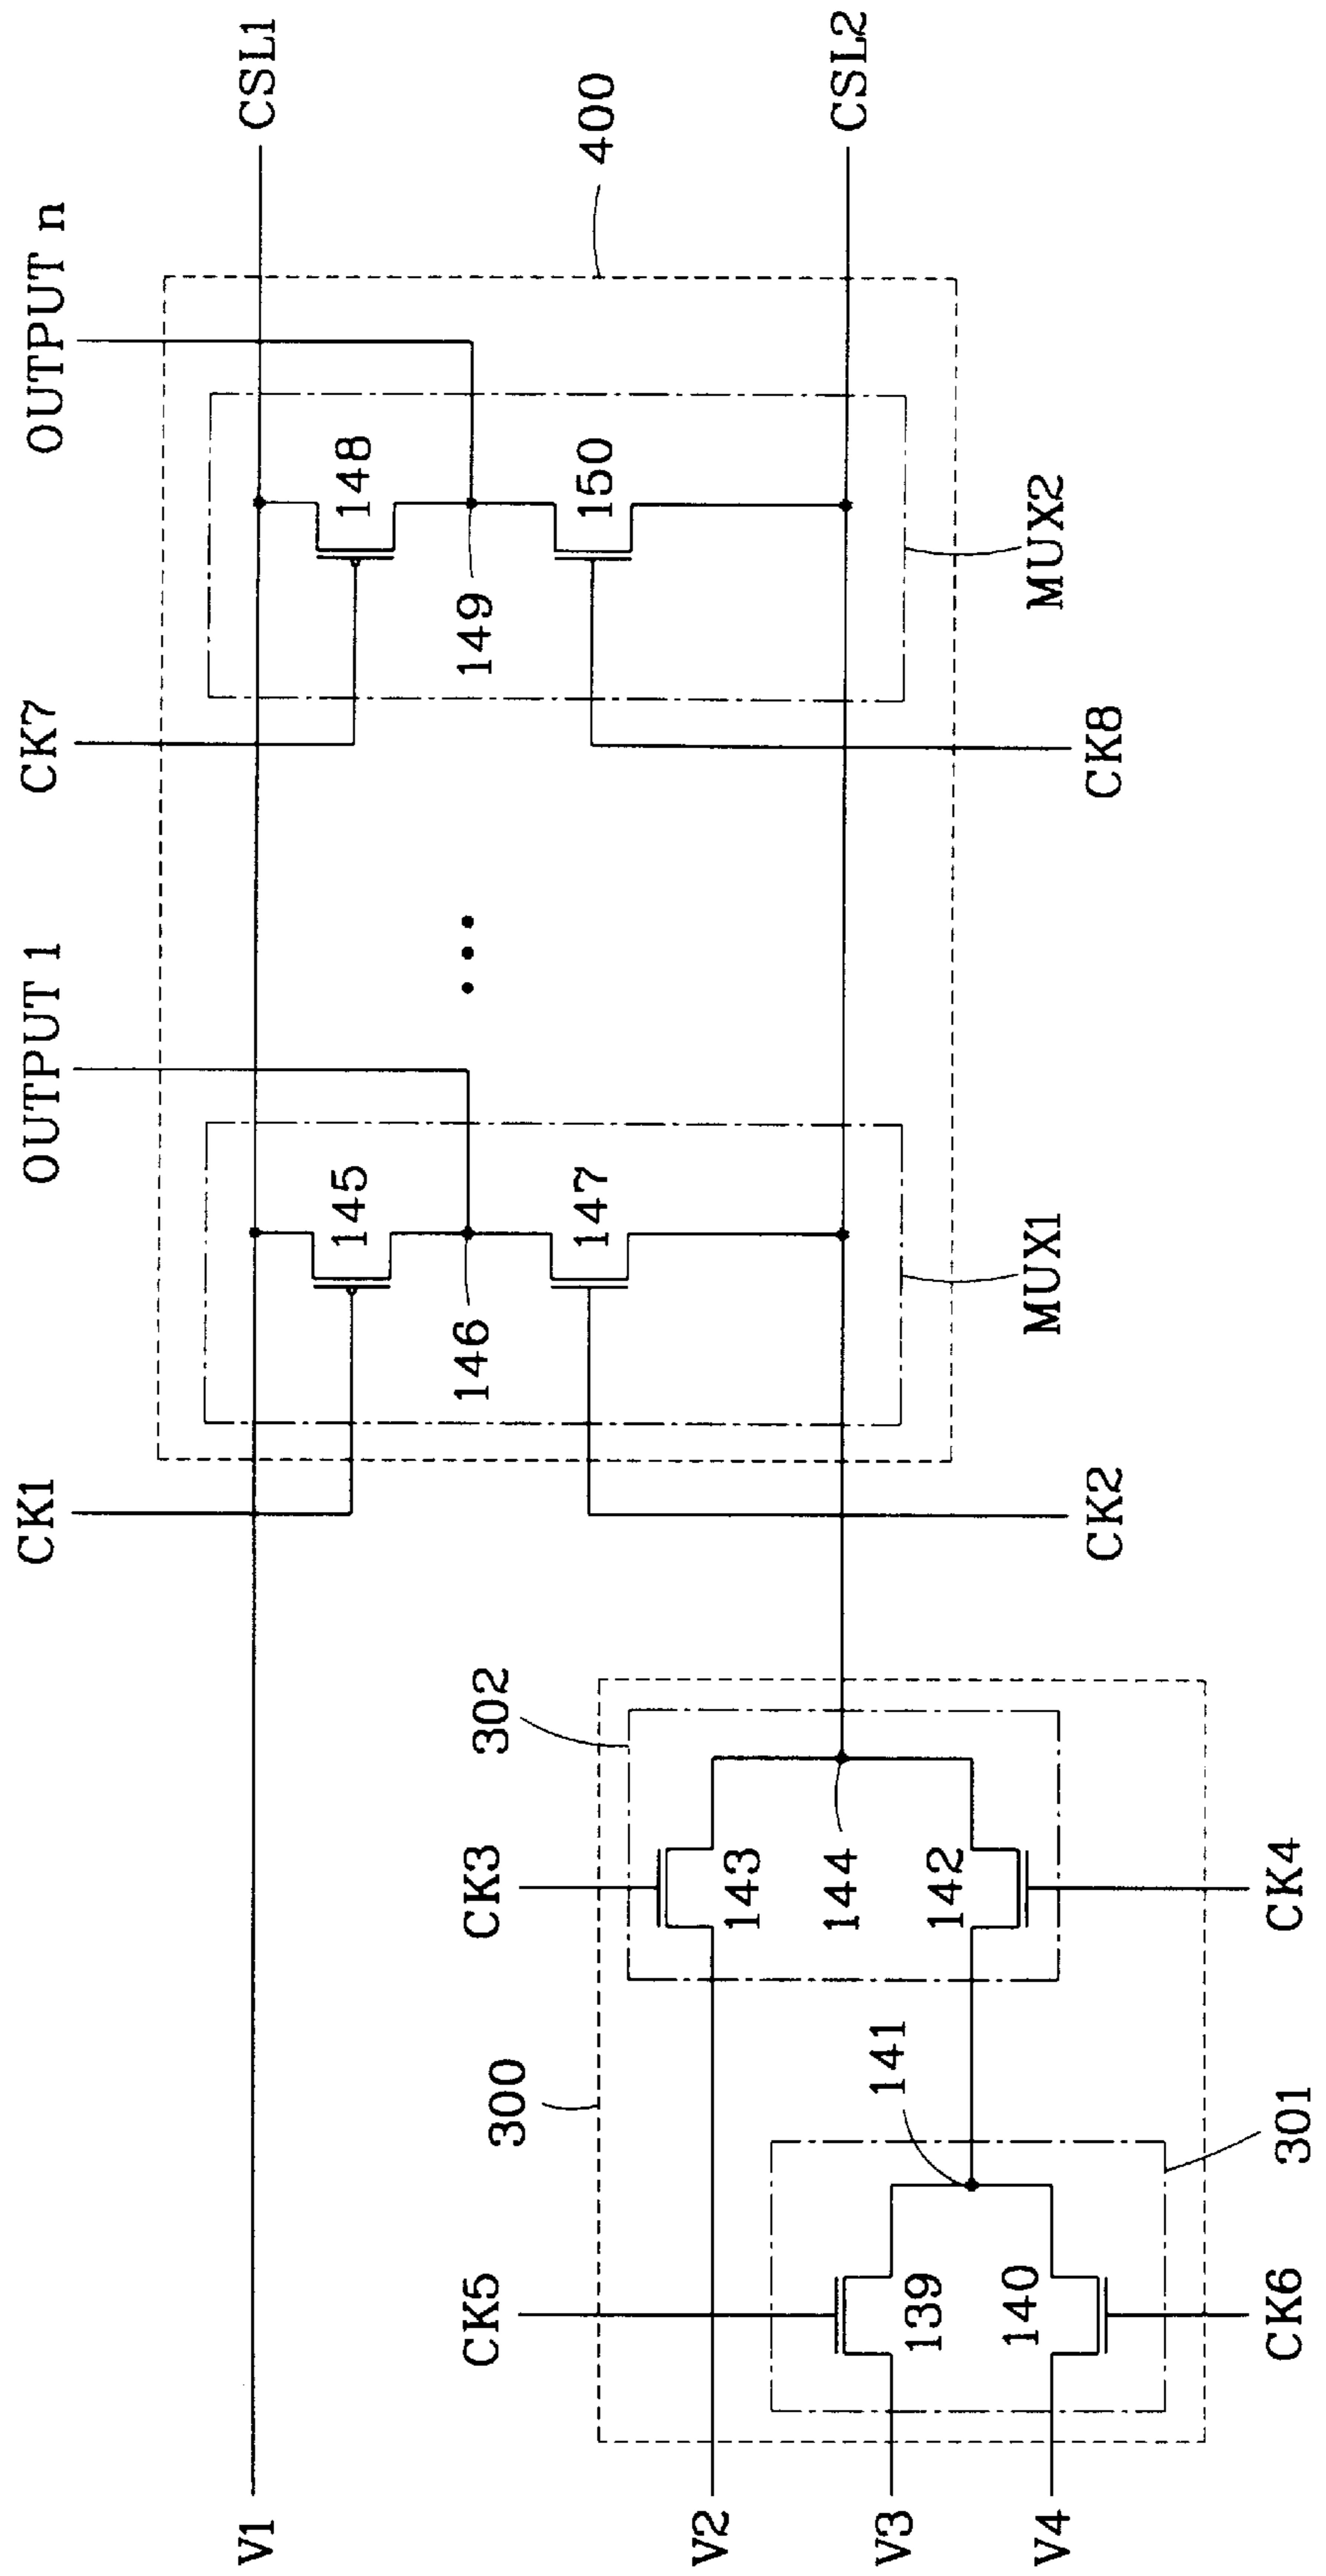 OUTPUT n
OUTPUT 1
CK7
CK1
CSL1
148
145
400
149
150
146
147
CSL2
MUX2
MUX1
CK8
CK2
V1
300
302
CK5
CK3
V2
143
144
139
141
142
V3
140
V4
301
CK6
CK4